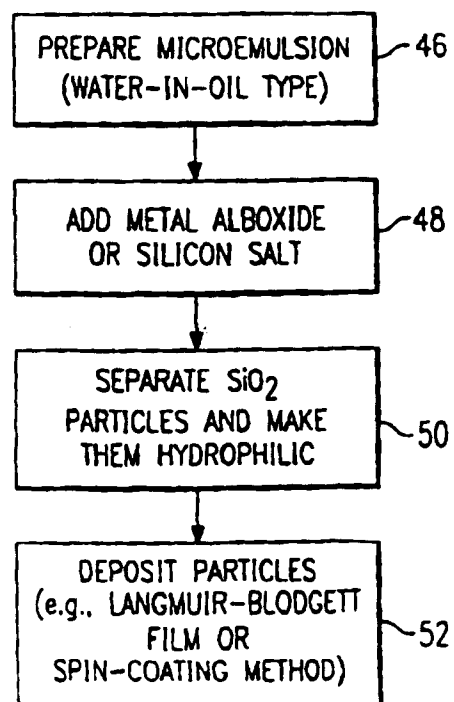 PREPARE MICROEMULSION
(WATER-IN-OIL TYPE)
46
ADD METAL ALBOXIDE
OR SILICON SALT
48
SEPARATE SiO2
PARTICLES AND MAKE
THEM HYDROPHILIC
50
DEPOSIT PARTICLES
(e.g., LANGMUIR-BLODGETT
FILM OR
SPIN-COATING METHOD)
52